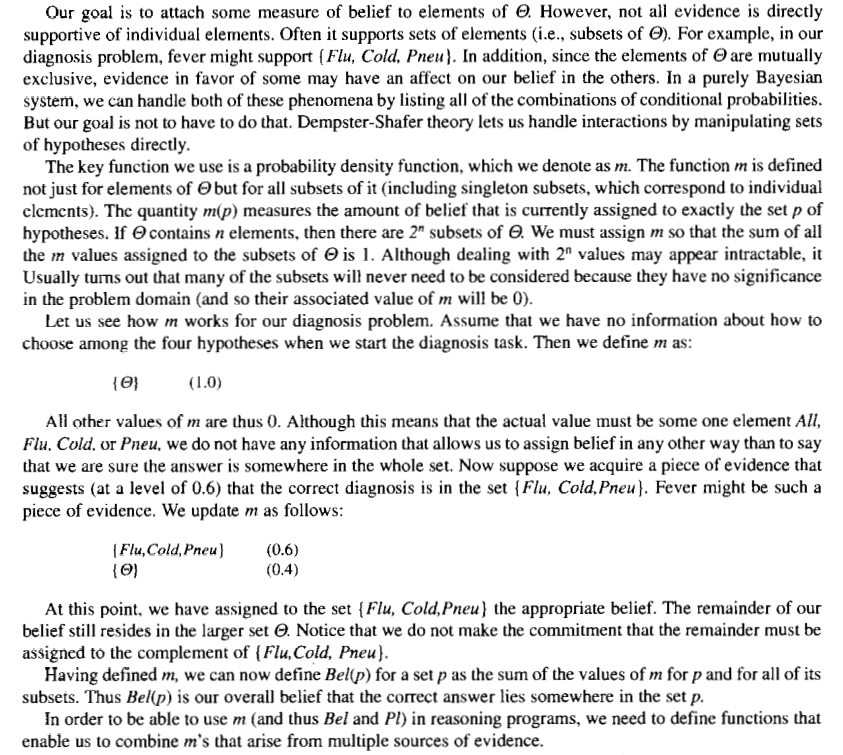 Our goal is to attach some measure of belief to elements of Θ. However, not all evidence is directly
supportive of individual elements. Often it supports sets of elements (i.e., subsets of Θ). For example, in our
diagnosis problem, fever might support {Flu, Cold, Pneu}. In addition, since the elements of Θ are mutually
exclusive, evidence in favor of some may have an affect on our belief in the others. In a purely Bayesian
system, we can handle both of these phenomena by listing all of the combinations of conditional probabilities.
But our goal is not to have to do that. Dempster-Shafer theory lets us handle interactions by manipulating sets
of hypotheses directly.
The key function we use is a probability density function, which we denote as m. The function m is defined
not just for elements of Θ but for all subsets of it (including singleton subsets, which correspond to individual
elements). The quantity m(p) measures the amount of belief that is currently assigned to exactly the set p of
hypotheses. If Θ contains n elements, then there are 2ⁿ subsets of Θ. We must assign m so that the sum of all
the m values assigned to the subsets of Θ is 1. Although dealing with 2ⁿ values may appear intractable, it
Usually turns out that many of the subsets will never need to be considered because they have no significance
in the problem domain (and so their associated value of m will be 0).
Let us see how m works for our diagnosis problem. Assume that we have no information about how to
choose among the four hypotheses when we start the diagnosis task. Then we define m as:
{Θ} (1.0)
All other values of m are thus 0. Although this means that the actual value must be some one element All,
Flu, Cold, or Pneu, we do not have any information that allows us to assign belief in any other way than to say
that we are sure the answer is somewhere in the whole set. Now suppose we acquire a piece of evidence that
suggests (at a level of 0.6) that the correct diagnosis is in the set {Flu, Cold,Pneu}. Fever might be such a
piece of evidence. We update m as follows:
{Flu,Cold,Pneu} (0.6)
{Θ} (0.4)
At this point, we have assigned to the set {Flu, Cold,Pneu} the appropriate belief. The remainder of our
belief still resides in the larger set Θ. Notice that we do not make the commitment that the remainder must be
assigned to the complement of {Flu,Cold, Pneu}.
Having defined m, we can now define Bel(p) for a set p as the sum of the values of m for p and for all of its
subsets. Thus Bel(p) is our overall belief that the correct answer lies somewhere in the set p.
In order to be able to use m (and thus Bel and Pl) in reasoning programs, we need to define functions that
enable us to combine m's that arise from multiple sources of evidence.